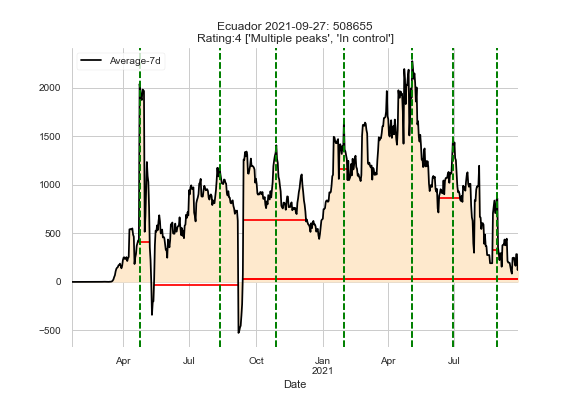 Ecuador 2021-09-27: 508655
Rating:4 ['Multiple peaks', 'In control']
Average-7d
2000
1500
1000
500
0
−500
Apr
Jul
Oct
Jan
2021
Apr
Jul
Date